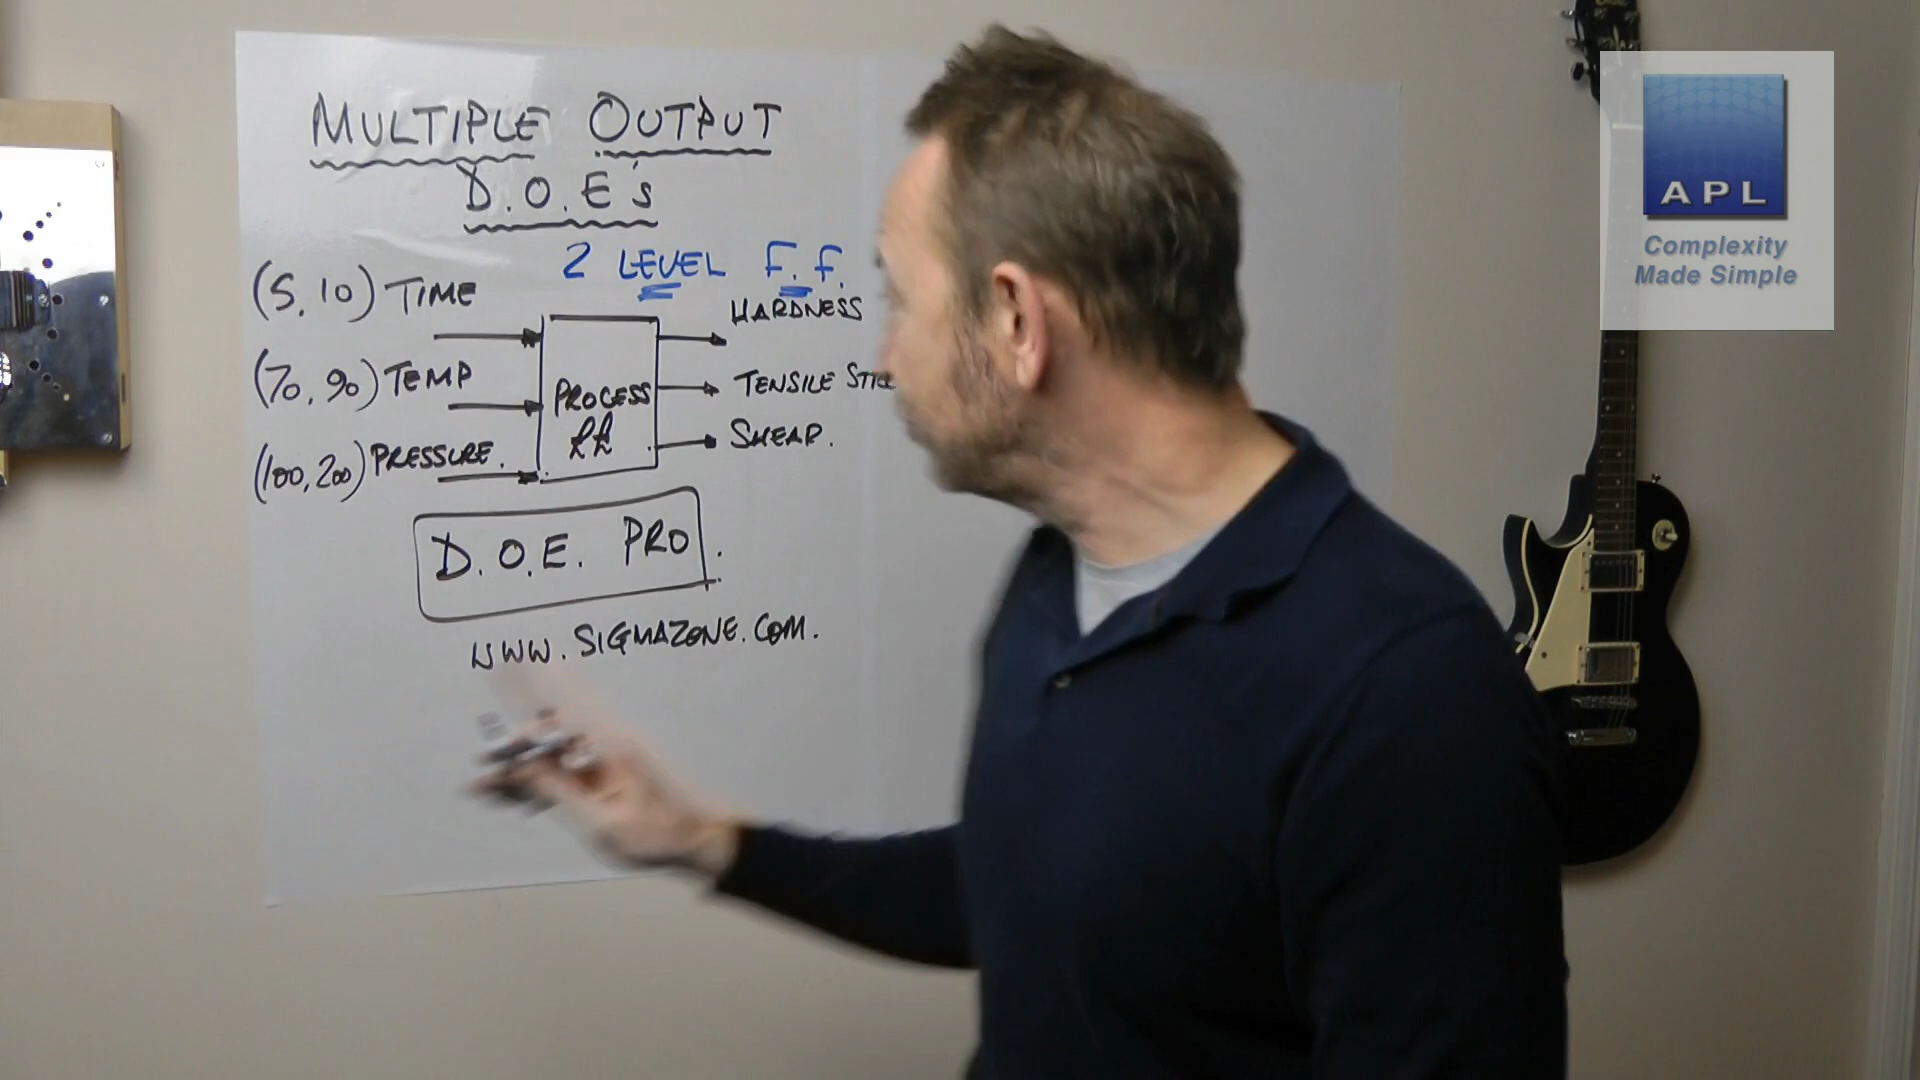 MULTIPLE OUTPUT
D.O.E's
2 LEVEL F.F.
(5, 10) TIME
HARDNESS
(70, 90) TEMP
PROCESS
TENSILE
(100, 200) PRESSURE.
SHEAR.
D.O.E. PRO.
WWW.SIGMAZONE.COM.
APL
Complexity
Made Simple